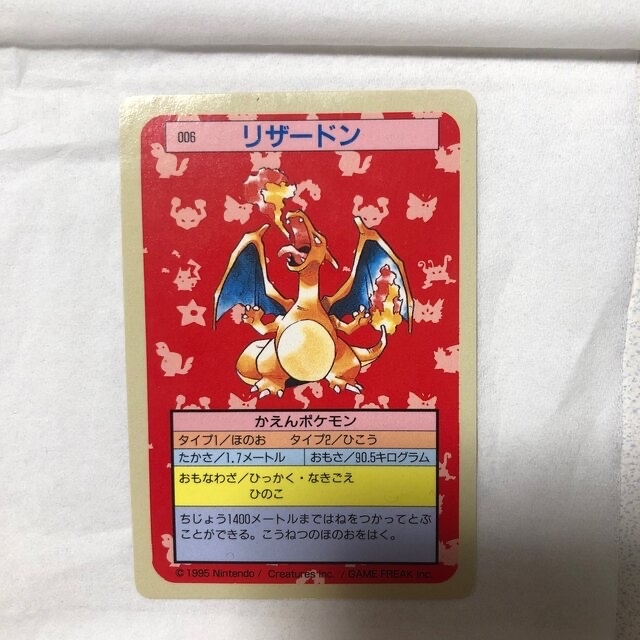 006 リザードン
かえんポケモン
タイプ1/ほのお タイプ2/ひこう
たかさ/1.7メートル おもさ/90.5キログラム
おもなわざ/ひっかく・なきごえ
ひのこ
ちじょう1400メートルまではねをつかってとぶ
ことができる。こうねつのほのおをはく。
© 1995 Nintendo / Creatures inc. / GAME FREAK inc.